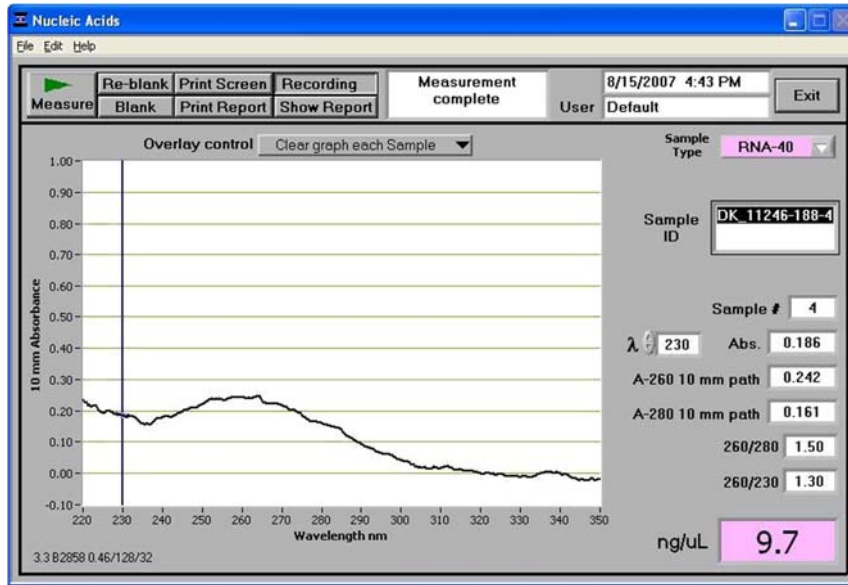 Nucleic Acids
File Edit Help
Measure
Re-blank Print Screen Recording
Blank Print Report Show Report
Measurement
complete
8/15/2007 4:43 PM
User Default
Exit
Overlay control Clear graph each Sample
Sample
Type RNA-40
Sample
ID
DK_11246-188-4
Sample # 4
λ 230 Abs. 0.186
A-260 10 mm path 0.242
A-280 10 mm path 0.161
260/280 1.50
260/230 1.30
ng/uL 9.7
10 mm Absorbance
1.00
0.90
0.80
0.70
0.60
0.50
0.40
0.30
0.20
0.10
0.00
-0.10
220 230 240 250 260 270 280 290 300 310 320 330 340 350
Wavelength nm
3.3 B2858 0.46/128/32